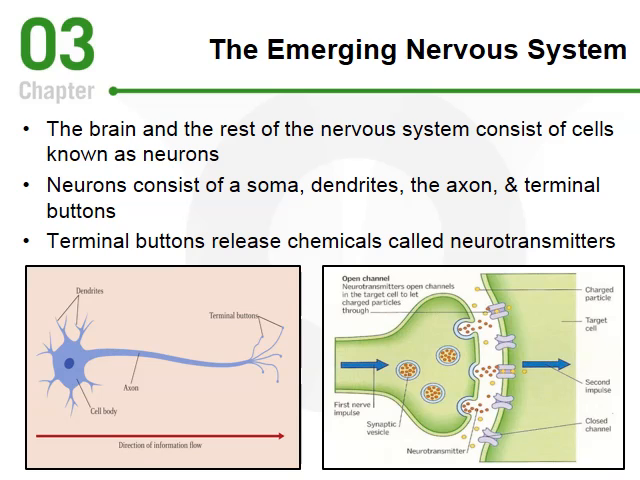 03
Chapter
The Emerging Nervous System
• The brain and the rest of the nervous system consist of cells
known as neurons
• Neurons consist of a soma, dendrites, the axon, & terminal
buttons
• Terminal buttons release chemicals called neurotransmitters
Dendrites
Terminal buttons
Axon
Cell body
Direction of information flow
Open channel
Neurotransmitters open channels
in the target cell to let
charged particles
through
Charged
particle
Target
cell
First nerve
impulse
Synaptic
vesicle
Neurotransmitter
Second
impulse
Closed
channel